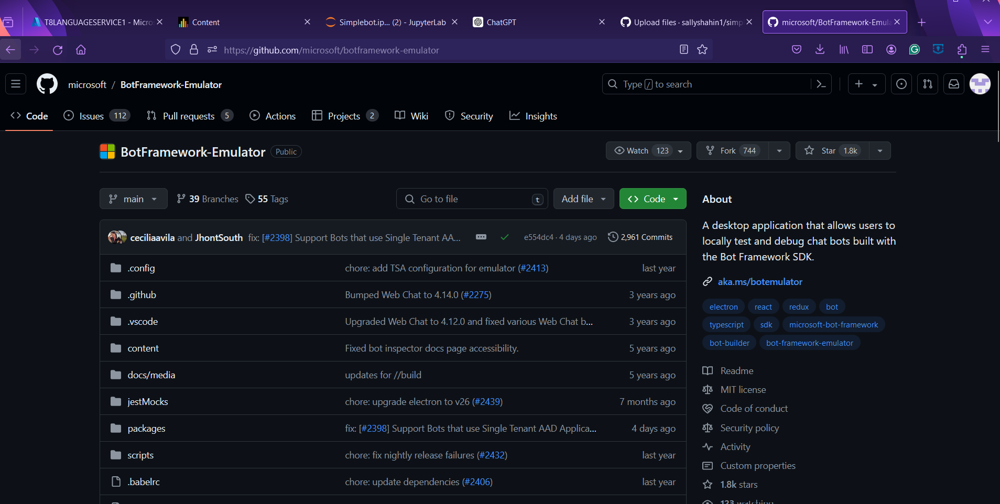 T8LANGUAGESERVICE1 - Micro
Content
Simplebot.ip... (2) - JupyterLab
ChatGPT
Upload files · sallyshahin1/simp
microsoft/BotFramework-Emula
https://github.com/microsoft/botframework-emulator
microsoft / BotFramework-Emulator
Type / to search
Code
Issues 112
Pull requests 5
Actions
Projects 2
Wiki
Security
Insights
BotFramework-Emulator Public
Watch 123
Fork 744
Star 1.8k
main
39 Branches
55 Tags
Go to file t
Add file
Code
ceciliaavila and JhontSouth fix: [#2398] Support Bots that use Single Tenant AA... e554dc4 · 4 days ago 2,961 Commits
.config chore: add TSA configuration for emulator (#2413) last year
.github Bumped Web Chat to 4.14.0 (#2275) 3 years ago
.vscode Upgraded Web Chat to 4.12.0 and fixed various Web Chat b... 3 years ago
content Fixed bot inspector docs page accessibility. 5 years ago
docs/media updates for //build 5 years ago
jestMocks chore: upgrade electron to v26 (#2439) 7 months ago
packages fix: [#2398] Support Bots that use Single Tenant AAD Applica... 4 days ago
scripts chore: fix nightly release failures (#2432) last year
.babelrc chore: update dependencies (#2406) last year
About
A desktop application that allows users to
locally test and debug chat bots built with
the Bot Framework SDK.
aka.ms/botemulator
electron react redux bot
typescript sdk microsoft-bot-framework
bot-builder bot-framework-emulator
Readme
MIT license
Code of conduct
Security policy
Activity
Custom properties
1.8k stars
123 watching